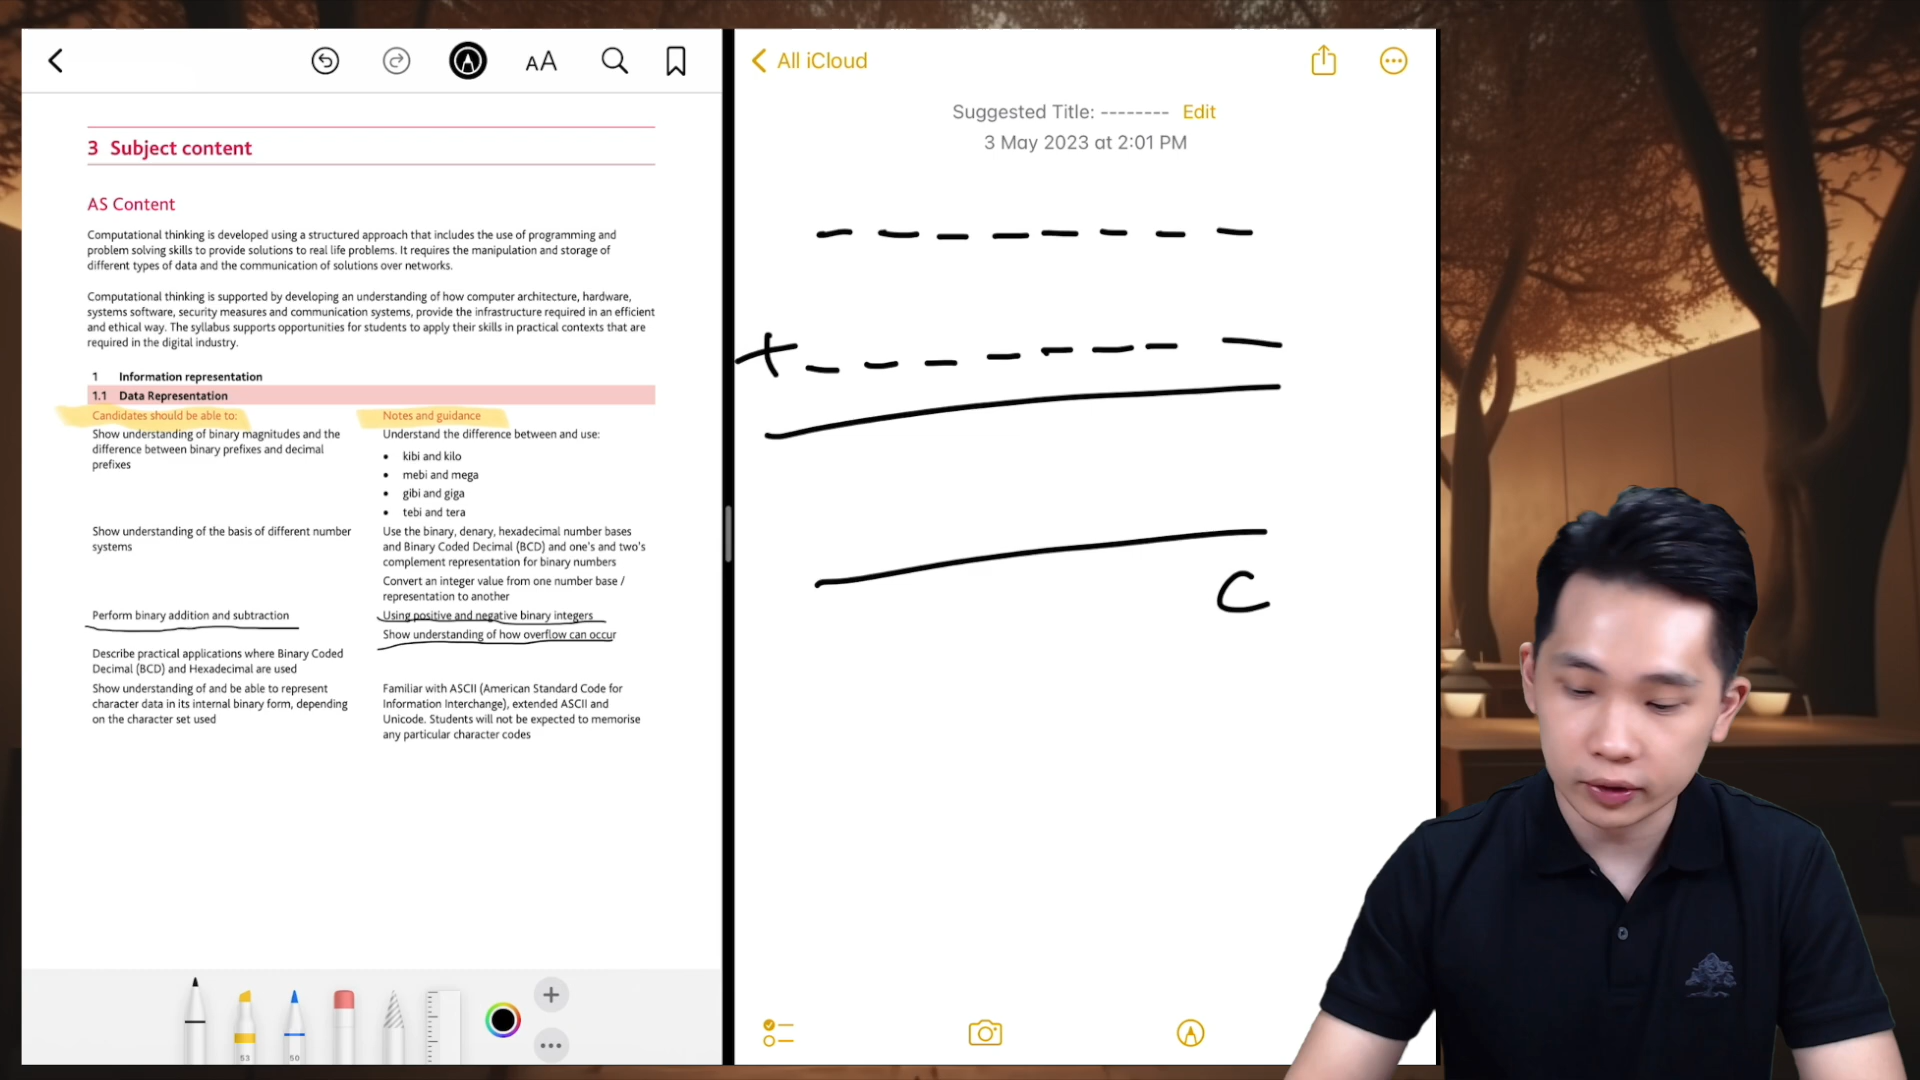 3 Subject content
AS Content
Computational thinking is developed using a structured approach that includes the use of programming and
problem solving skills to provide solutions to real life problems. It requires the manipulation and storage of
different types of data and the communication of solutions over networks.
Computational thinking is supported by developing an understanding of how computer architecture, hardware,
systems software, security measures and communication systems, provide the infrastructure required in an efficient
and ethical way. The syllabus supports opportunities for students to apply their skills in practical contexts that are
required in the digital industry.
1 Information representation
1.1 Data Representation
Candidates should be able to:
Notes and guidance
Show understanding of binary magnitudes and the
difference between binary prefixes and decimal
prefixes
Understand the difference between and use:
• kibi and kilo
• mebi and mega
• gibi and giga
• tebi and tera
Show understanding of the basis of different number
systems
Use the binary, denary, hexadecimal number bases
and Binary Coded Decimal (BCD) and one's and two's
complement representation for binary numbers
Convert an integer value from one number base /
representation to another
Perform binary addition and subtraction
Using positive and negative binary integers
Show understanding of how overflow can occur
Describe practical applications where Binary Coded
Decimal (BCD) and Hexadecimal are used
Show understanding of and be able to represent
character data in its internal binary form, depending
on the character set used
Familiar with ASCII (American Standard Code for
Information Interchange), extended ASCII and
Unicode. Students will not be expected to memorise
any particular character codes
53
50
All iCloud
Suggested Title: -------- Edit
3 May 2023 at 2:01 PM
+
C